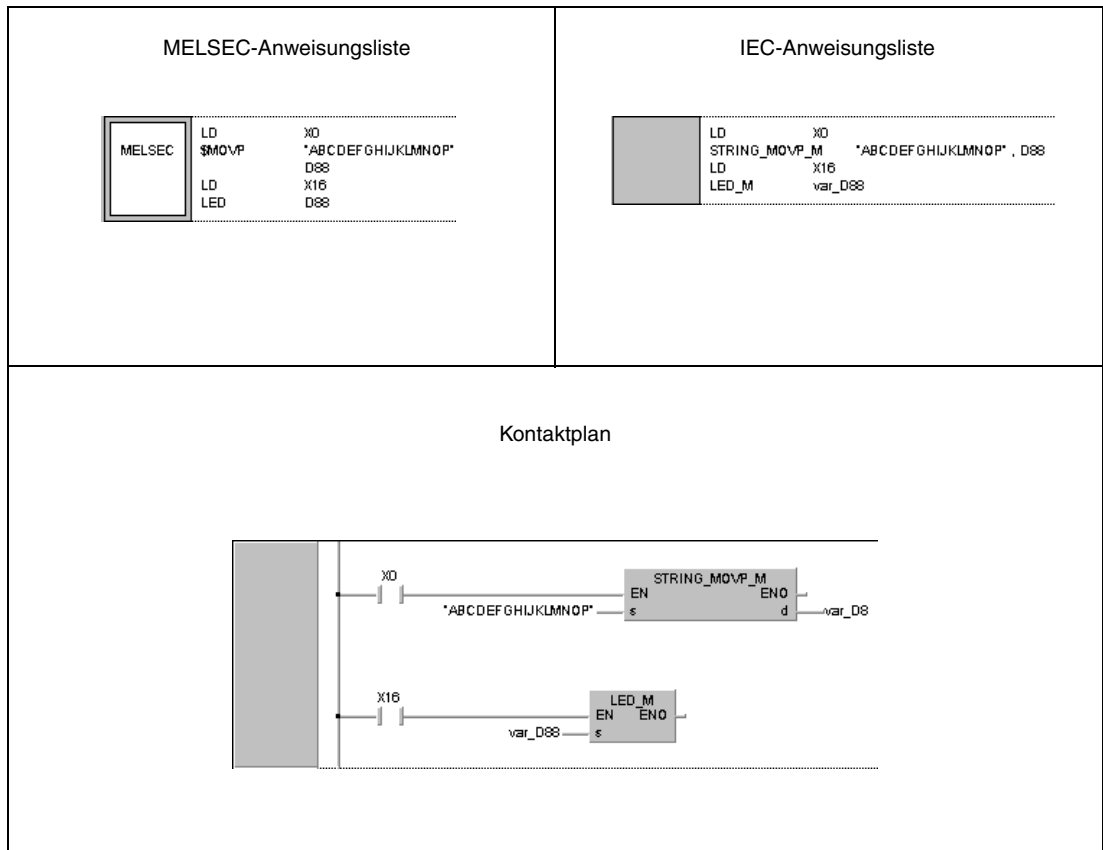 MELSEC-Anweisungsliste
MELSEC
LD X0
$MOVP "ABCDEFGHIJKLMNOP"
D88
LD X16
LED D88
IEC-Anweisungsliste
LD X0
STRING_MOVP_M "ABCDEFGHIJKLMNOP" , D88
LD X16
LED_M var_D88
Kontaktplan
X0
STRING_MOVP_M
EN ENO
"ABCDEFGHIJKLMNOP" s d var_D8
X16
LED_M
EN ENO
var_D88 s